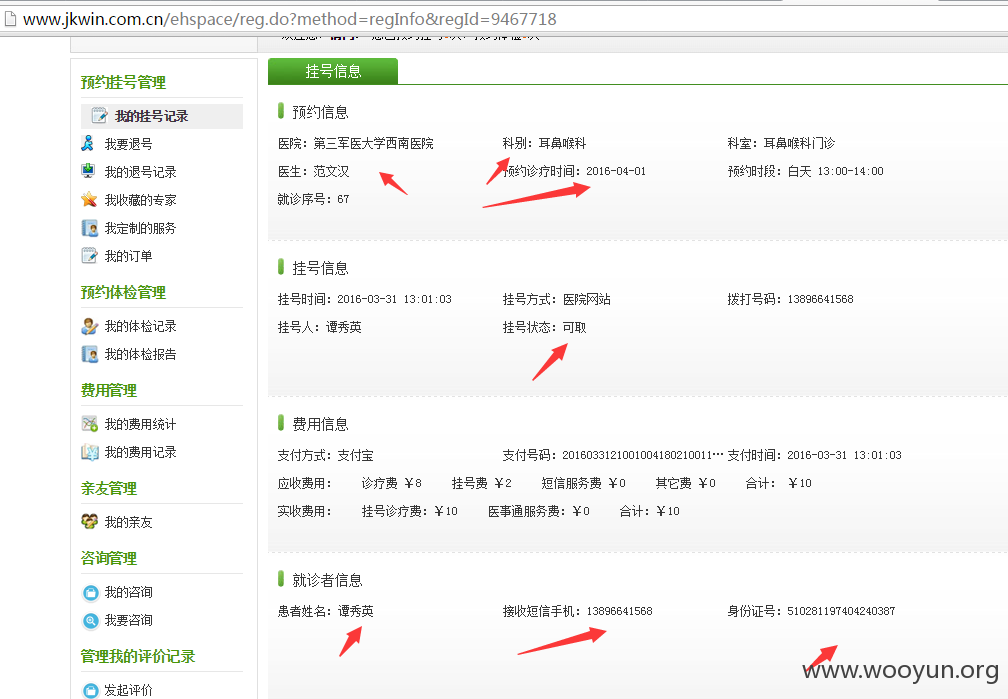 www.jkwin.com.cn/ehspace/reg.do?method=regInfo&regId=9467718
预约挂号管理
我的挂号记录
我要退号
我的退号记录
我收藏的专家
我定制的服务
我的订单
预约体检管理
我的体检记录
我的体检报告
费用管理
我的费用统计
我的费用记录
亲友管理
我的亲友
咨询管理
我的咨询
我要咨询
管理我的评价记录
发起评价
挂号信息
预约信息
医院：第三军医大学西南医院 科别：耳鼻喉科 科室：耳鼻喉科门诊
医生：范文汉 预约诊疗时间：2016-04-01 预约时段：白天 13:00-14:00
就诊序号：67
挂号信息
挂号时间：2016-03-31 13:01:03 挂号方式：医院网站 拨打号码：13896641568
挂号人：谭秀英 挂号状态：可取
费用信息
支付方式：支付宝 支付号码：2016033121001004180210011… 支付时间：2016-03-31 13:01:03
应收费用： 诊疗费 ￥8 挂号费 ￥2 短信服务费 ￥0 其它费 ￥0 合计： ￥10
实收费用： 挂号诊疗费：￥10 医事通服务费：￥0 合计：￥10
就诊者信息
患者姓名：谭秀英 接收短信手机：13896641568 身份证号：510281197404240387
www.wooyun.org